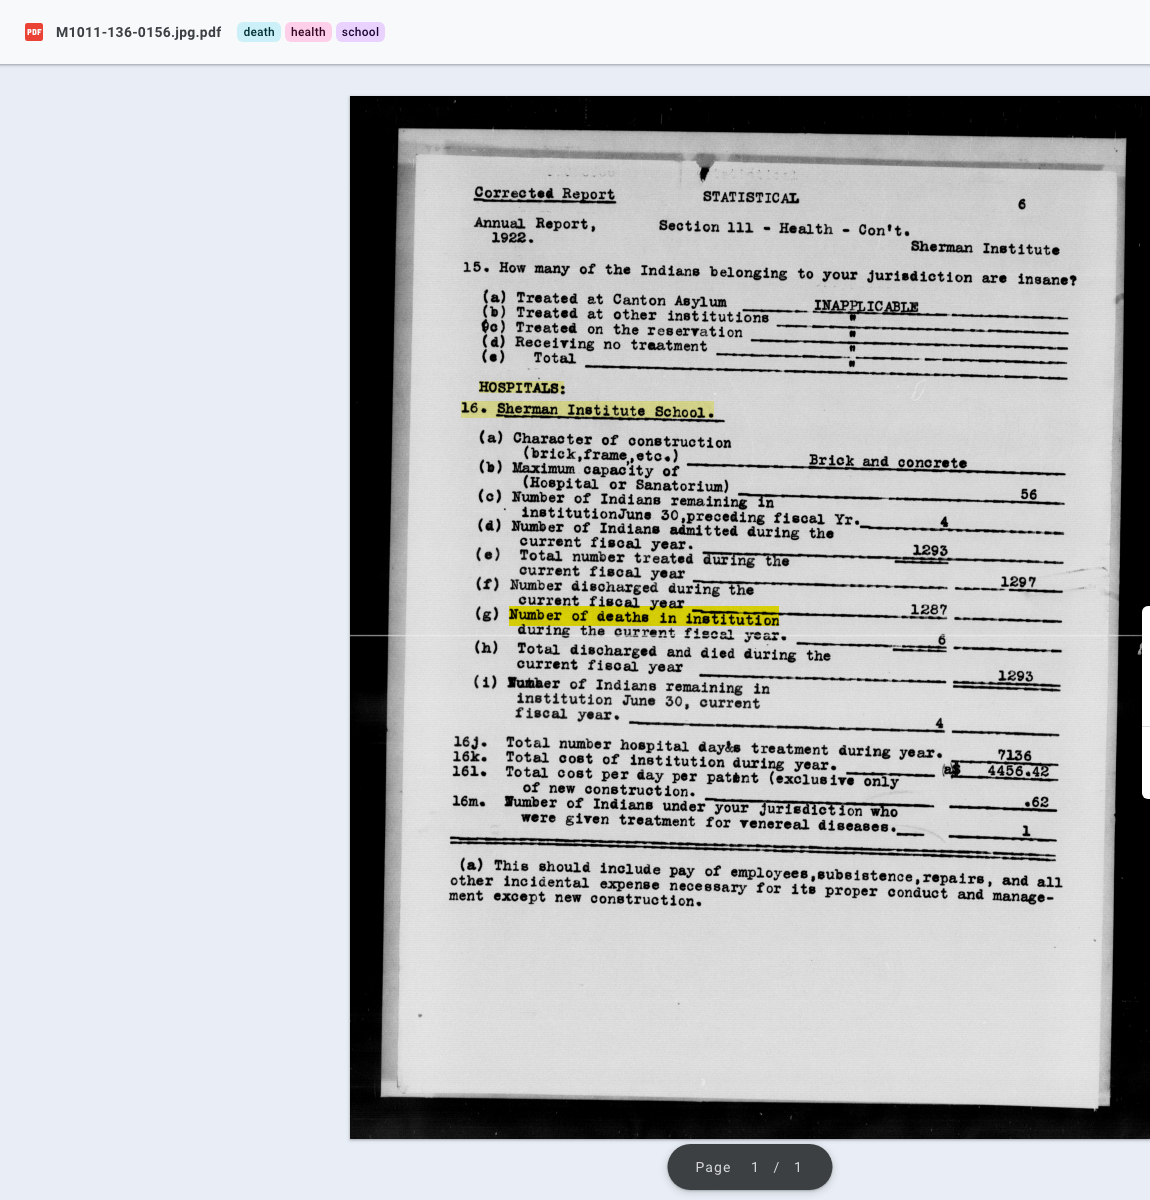 M1011-136-0156.jpg.pdf death health school
Corrected Report STATISTICAL 6
Annual Report, Section 111 - Health - Con't.
1922. Sherman Institute
15. How many of the Indians belonging to your jurisdiction are insane?
(a) Treated at Canton Asylum INAPPLICABLE
(b) Treated at other institutions "
(c) Treated on the reservation "
(d) Receiving no treatment "
(e) Total "
HOSPITALS:
16. Sherman Institute School.
(a) Character of construction
(brick,frame,etc.) Brick and concrete
(b) Maximum capacity of
(Hospital or Sanatorium) 56
(c) Number of Indians remaining in
institutionJune 30,preceding fiscal Yr. 4
(d) Number of Indians admitted during the
current fiscal year. 1293
(e) Total number treated during the
current fiscal year 1297
(f) Number discharged during the
current fiscal year 1287
(g) Number of deaths in institution
during the current fiscal year. 6
(h) Total discharged and died during the
current fiscal year 1293
(i) Number of Indians remaining in
institution June 30, current
fiscal year. 4
16j. Total number hospital day&s treatment during year. 7136
16k. Total cost of institution during year. (a$ 4456.42
16l. Total cost per day per patent (exclusive only
of new construction. .62
16m. Number of Indians under your jurisdiction who
were given treatment for venereal diseases. 1
(a) This should include pay of employees,subsistence,repairs, and all
other incidental expense necessary for its proper conduct and manage-
ment except new construction.
Page 1 / 1